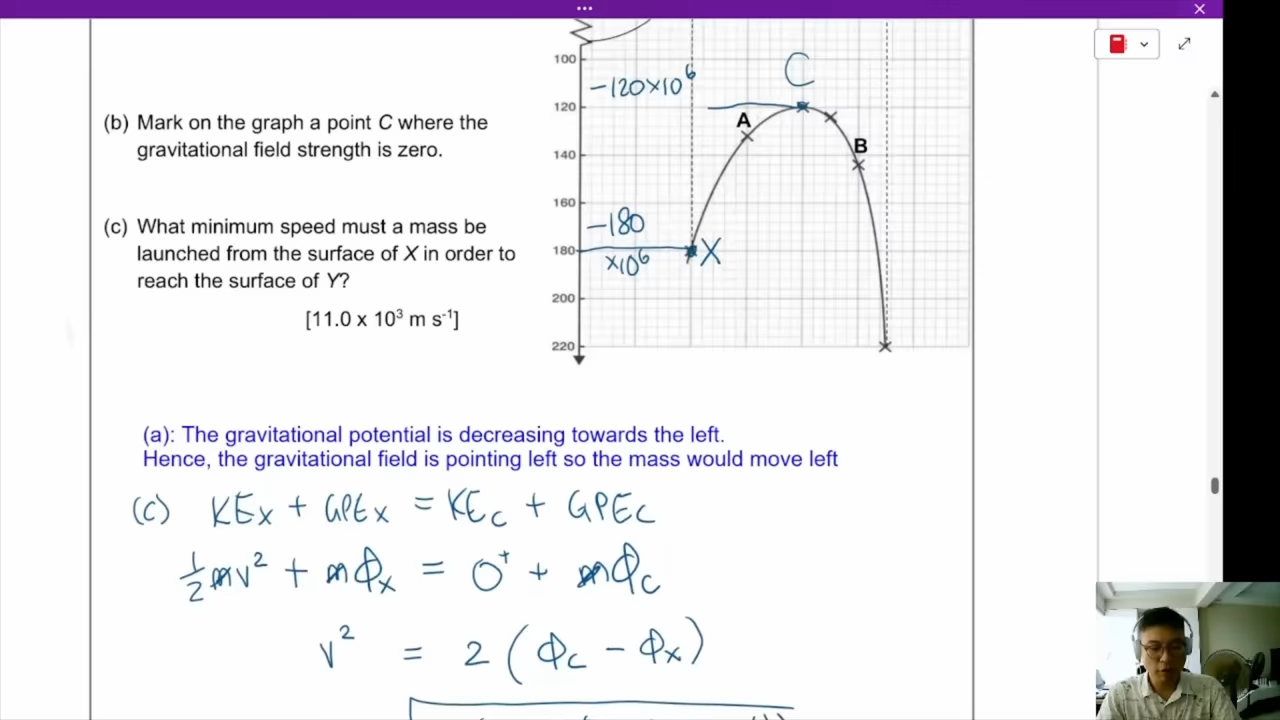 100
-120×10⁶
C
120
(b) Mark on the graph a point C where the
gravitational field strength is zero.
A
B
140
160
(c) What minimum speed must a mass be
launched from the surface of X in order to
reach the surface of Y?
[11.0 x 10³ m s⁻¹]
-180
×10⁶
X
180
200
220
(a): The gravitational potential is decreasing towards the left.
Hence, the gravitational field is pointing left so the mass would move left
(c) KEx + GPEx = KEc + GPEc
½mv² + mΦx = 0⁺ + mΦc
v² = 2(Φc - Φx)